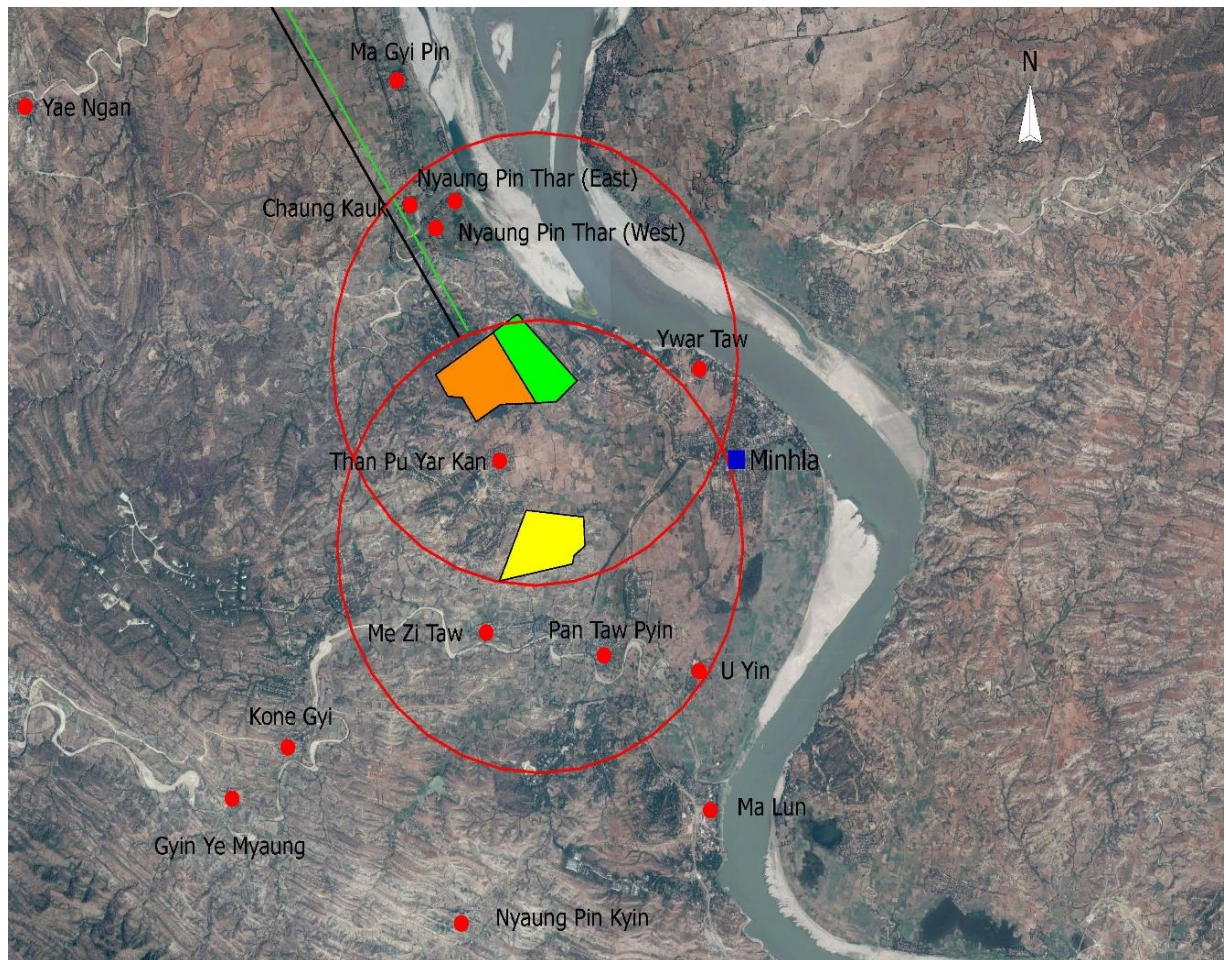 Ma Gyi Pin
N
Yae Ngan
Nyaung Pin Thar (East)
Chaung Kauk
Nyaung Pin Thar (West)
Ywar Taw
Than Pu Yar Kan
Minhla
Me Zi Taw
Pan Taw Pyin
U Yin
Kone Gyi
Ma Lun
Gyin Ye Myaung
Nyaung Pin Kyin